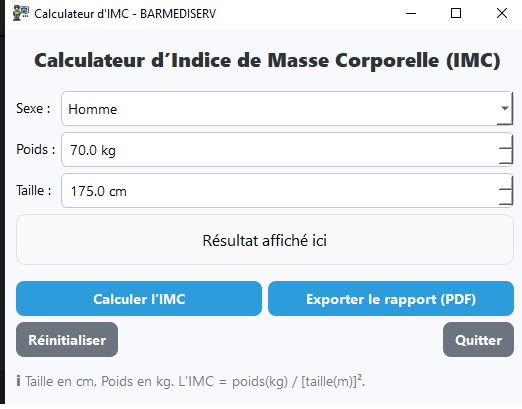 Calculateur d'IMC - BARMEDISERV
Calculateur d’Indice de Masse Corporelle (IMC)
Sexe : Homme
Poids : 70.0 kg
Taille : 175.0 cm
Résultat affiché ici
Calculer l’IMC Exporter le rapport (PDF)
Réinitialiser Quitter
ℹ Taille en cm, Poids en kg. L’IMC = poids(kg) / [taille(m)]².